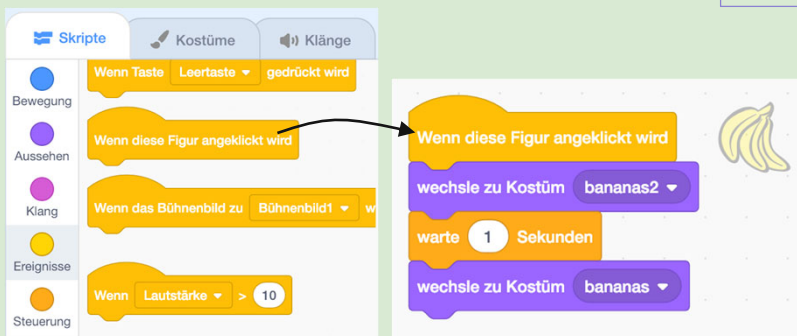 Skripte
Kostüme
Klänge
Bewegung
Aussehen
Klang
Ereignisse
Steuerung
Wenn Taste Leertaste gedrückt wird
Wenn diese Figur angeklickt wird
Wenn das Bühnenbild zu Bühnenbild1 w
Wenn Lautstärke > 10
Wenn diese Figur angeklickt wird
wechsle zu Kostüm bananas2
warte 1 Sekunden
wechsle zu Kostüm bananas